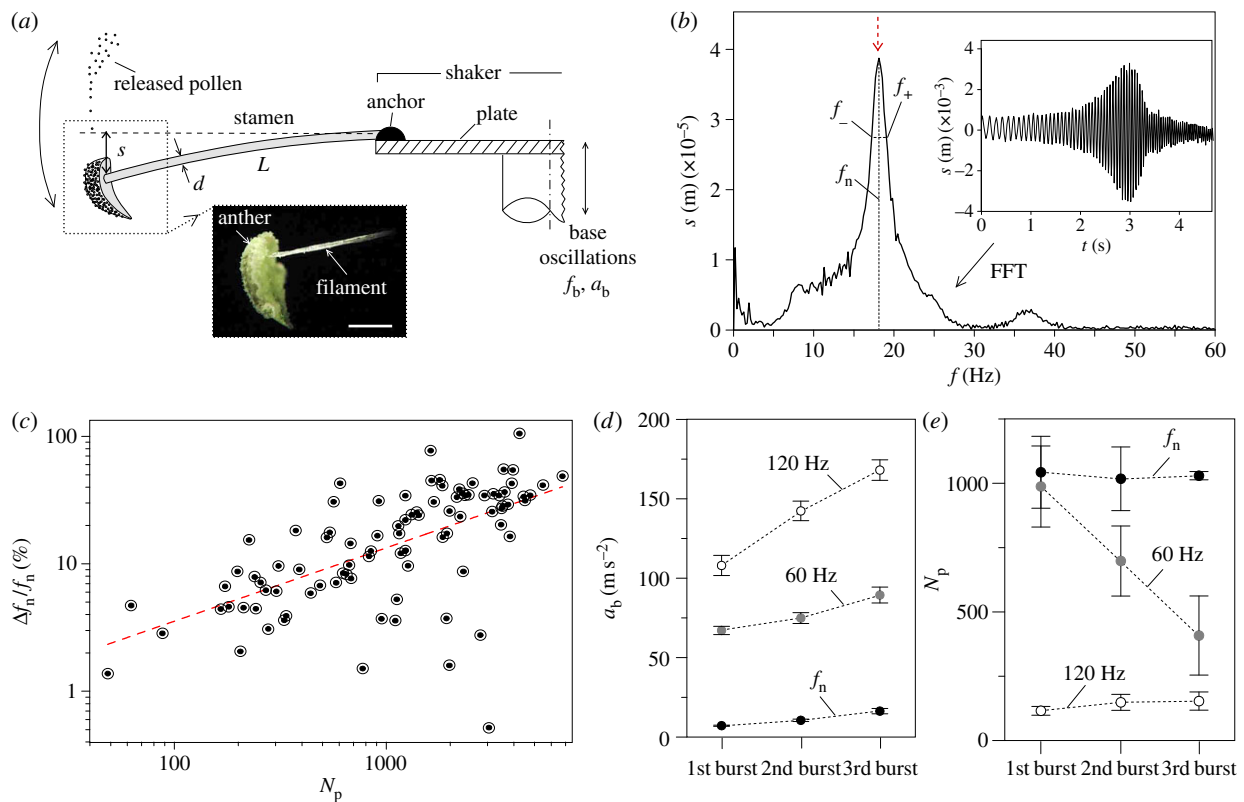 (a)
released pollen
stamen
anchor
shaker
plate
s
d
L
anther
filament
base
oscillations
f_b, a_b
(b)
s (m) (×10⁻⁵)
4
3
2
1
0
f_–
f_+
f_n
0 10 20 30 40 50 60
f (Hz)
FFT
s (m) (×10⁻³)
4
2
0
–2
–4
0 1 2 3 4
t (s)
(c)
Δf_n/f_n (%)
100
10
1
100 1000
N_p
(d)
a_b (m s⁻²)
200
175
150
125
100
75
50
25
0
120 Hz
60 Hz
f_n
1st burst 2nd burst 3rd burst
(e)
N_p
1000
500
0
f_n
60 Hz
120 Hz
1st burst 2nd burst 3rd burst